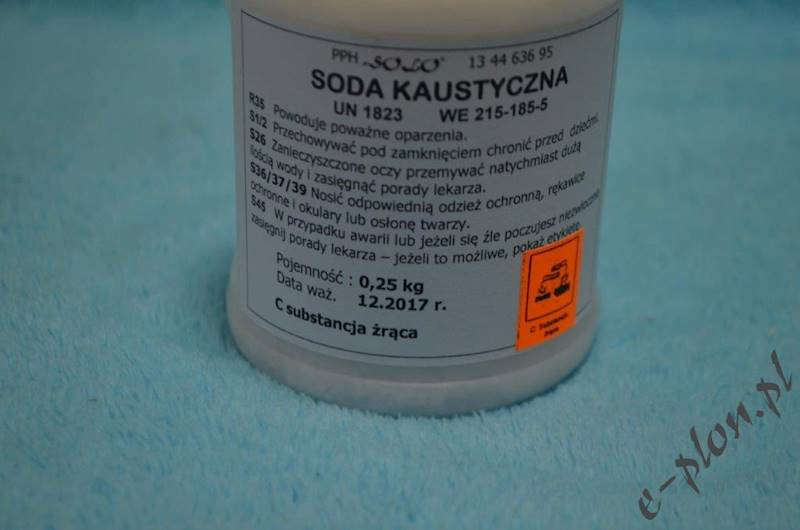 PPH SOLO 13 44 636 95
SODA KAUSTYCZNA
UN 1823 WE 215-185-5
R35 Powoduje poważne oparzenia.
S1/2 Przechowywać pod zamknięciem chronić przed dziećmi.
S26 Zanieczyszczone oczy przemywać natychmiast dużą
ilością wody i zasięgnąć porady lekarza.
S36/37/39 Nosić odpowiednią odzież ochronną, rękawice
ochronne i okulary lub osłonę twarzy.
S45 W przypadku awarii lub jeżeli się źle poczujesz niezwłocznie
zasięgnij porady lekarza – jeżeli to możliwe, pokaż etykietę.
Pojemność : 0,25 kg
Data waż. 12.2017 r.
C substancja żrąca
C Substancja
żrąca
e-plon.pl